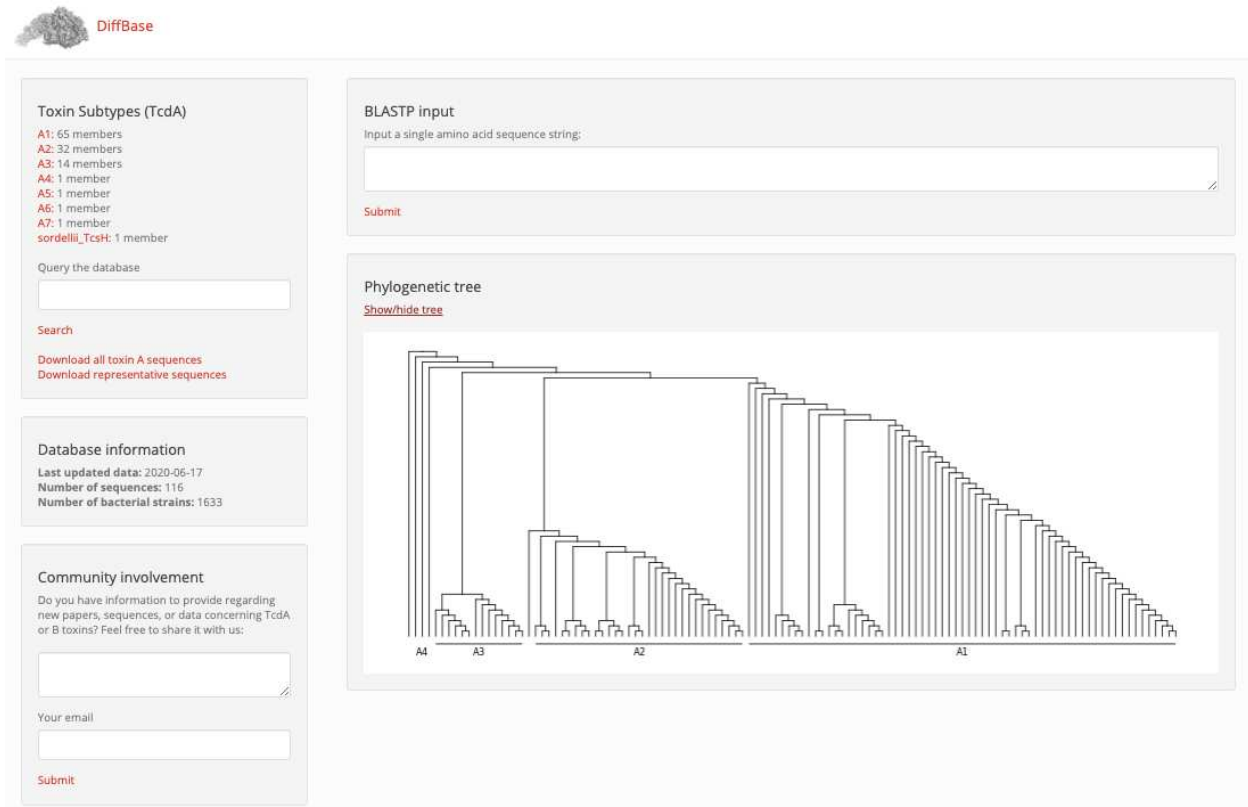 DiffBase
Toxin Subtypes (TcdA)
A1: 65 members
A2: 32 members
A3: 14 members
A4: 1 member
A5: 1 member
A6: 1 member
A7: 1 member
sordellii_TcsH: 1 member
Query the database
Search
Download all toxin A sequences
Download representative sequences
Database information
Last updated data: 2020-06-17
Number of sequences: 116
Number of bacterial strains: 1633
Community involvement
Do you have information to provide regarding
new papers, sequences, or data concerning TcdA
or B toxins? Feel free to share it with us:
Your email
Submit
BLASTP input
Input a single amino acid sequence string:
Submit
Phylogenetic tree
Show/hide tree
A4 A3 A2 A1